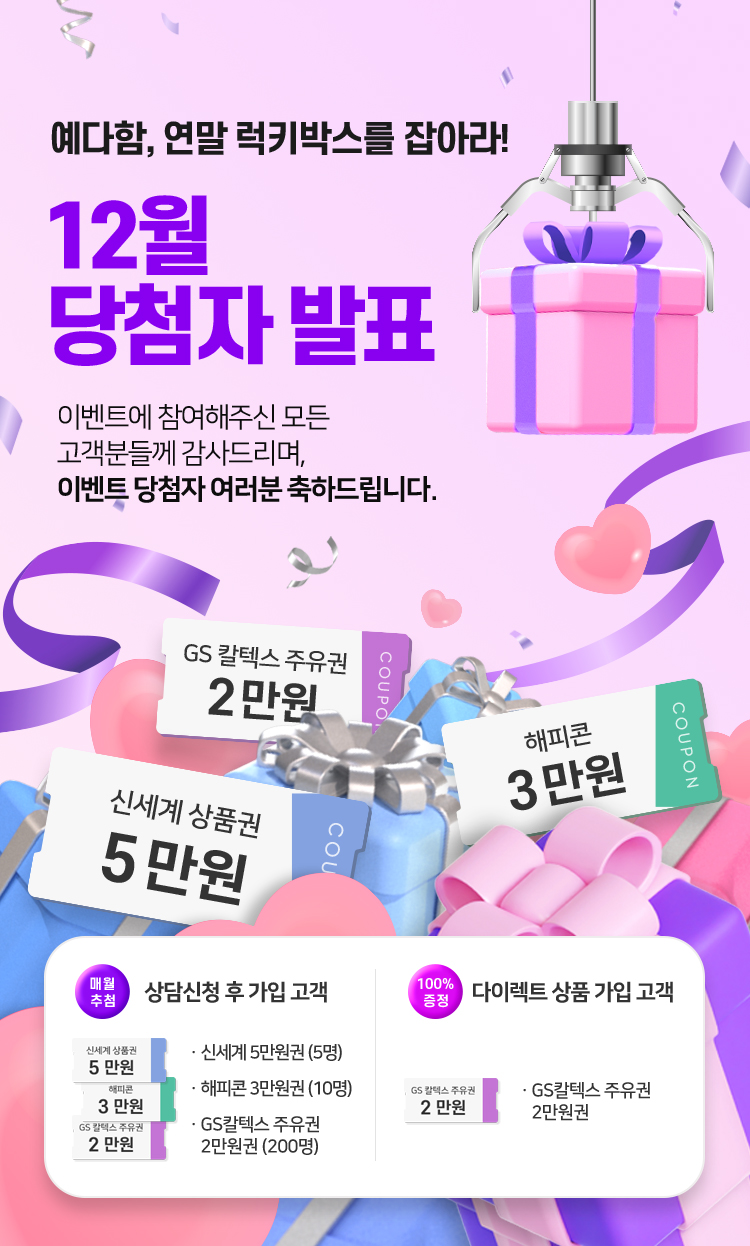 예다함, 연말 럭키박스를 잡아라!
12월
당첨자 발표
이벤트에 참여해주신 모든
고객분들께 감사드리며,
이벤트 당첨자 여러분 축하드립니다.
GS 칼텍스 주유권
2만원
COUPO
해피콘
3만원
COUPON
신세계 상품권
5만원
COU
매월
추첨
상담신청 후 가입 고객
신세계 상품권
5 만원
해피콘
3 만원
GS 칼텍스 주유권
2 만원
· 신세계 5만원권 (5명)
· 해피콘 3만원권 (10명)
· GS칼텍스 주유권
2만원권 (200명)
100%
증정
다이렉트 상품 가입 고객
GS 칼텍스 주유권
2 만원
· GS칼텍스 주유권
2만원권